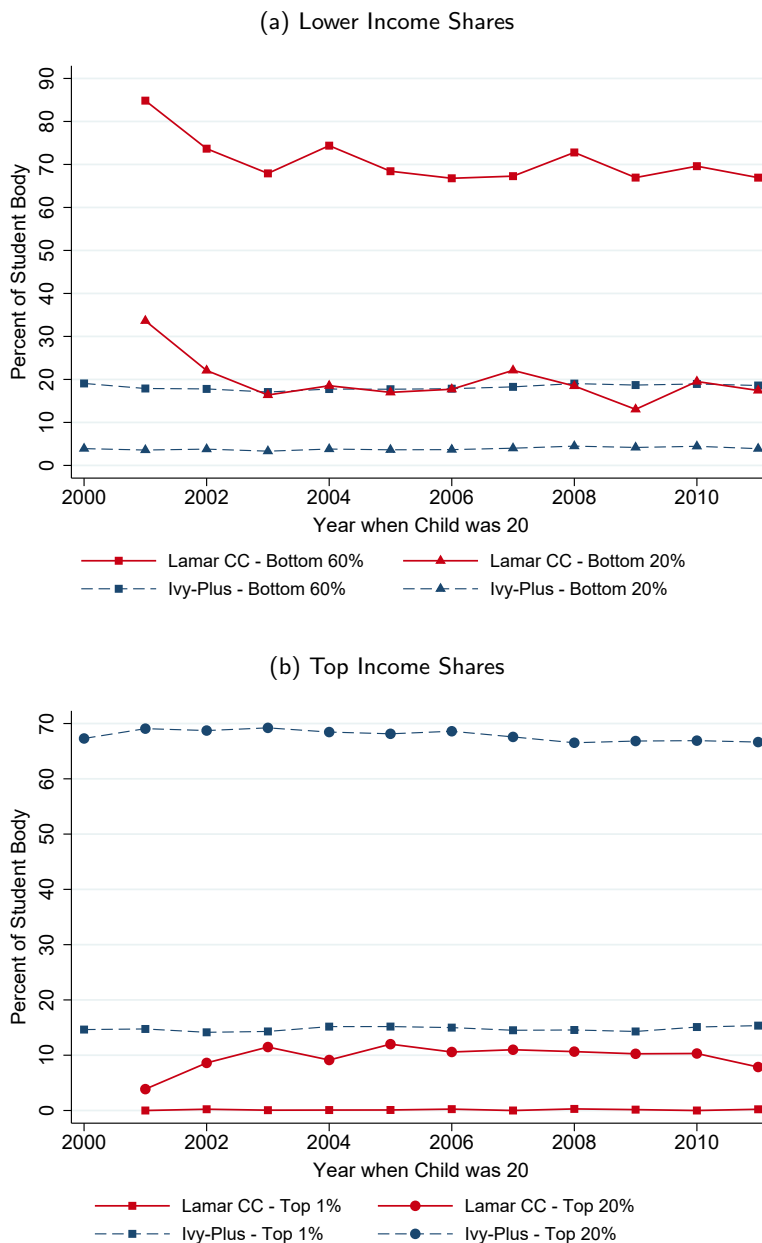 (a) Lower Income Shares
Percent of Student Body
90
80
70
60
50
40
30
20
10
0
2000 2002 2004 2006 2008 2010
Year when Child was 20
Lamar CC - Bottom 60% Lamar CC - Bottom 20%
Ivy-Plus - Bottom 60% Ivy-Plus - Bottom 20%
(b) Top Income Shares
Percent of Student Body
70
60
50
40
30
20
10
0
2000 2002 2004 2006 2008 2010
Year when Child was 20
Lamar CC - Top 1% Lamar CC - Top 20%
Ivy-Plus - Top 1% Ivy-Plus - Top 20%